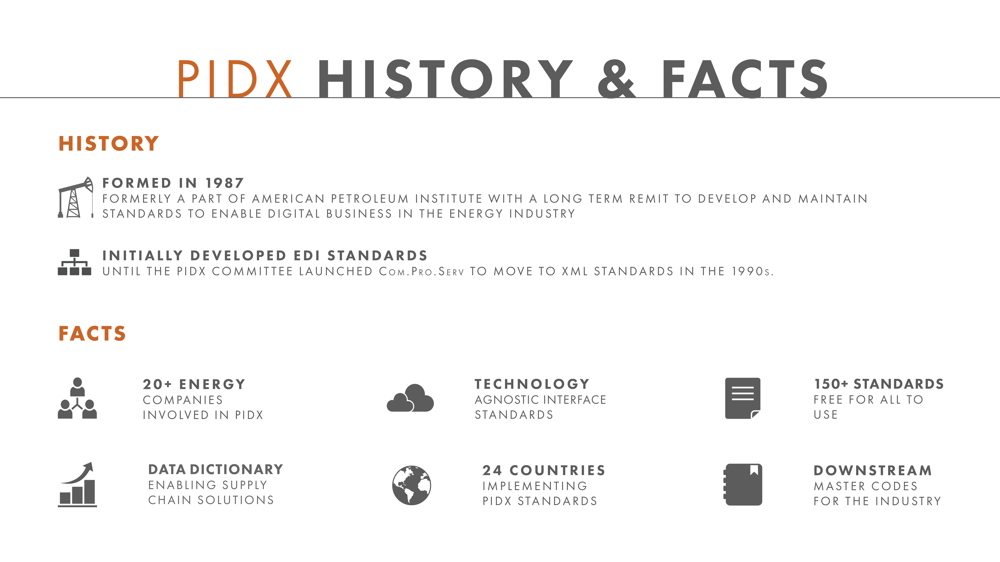 PIDX HISTORY & FACTS
HISTORY
FORMED IN 1987
FORMERLY A PART OF AMERICAN PETROLEUM INSTITUTE WITH A LONG TERM REMIT TO DEVELOP AND MAINTAIN
STANDARDS TO ENABLE DIGITAL BUSINESS IN THE ENERGY INDUSTRY
INITIALLY DEVELOPED EDI STANDARDS
UNTIL THE PIDX COMMITTEE LAUNCHED COM.PRO.SERV TO MOVE TO XML STANDARDS IN THE 1990s.
FACTS
20+ ENERGY
COMPANIES
INVOLVED IN PIDX
TECHNOLOGY
AGNOSTIC INTERFACE
STANDARDS
150+ STANDARDS
FREE FOR ALL TO
USE
DATA DICTIONARY
ENABLING SUPPLY
CHAIN SOLUTIONS
24 COUNTRIES
IMPLEMENTING
PIDX STANDARDS
DOWNSTREAM
MASTER CODES
FOR THE INDUSTRY